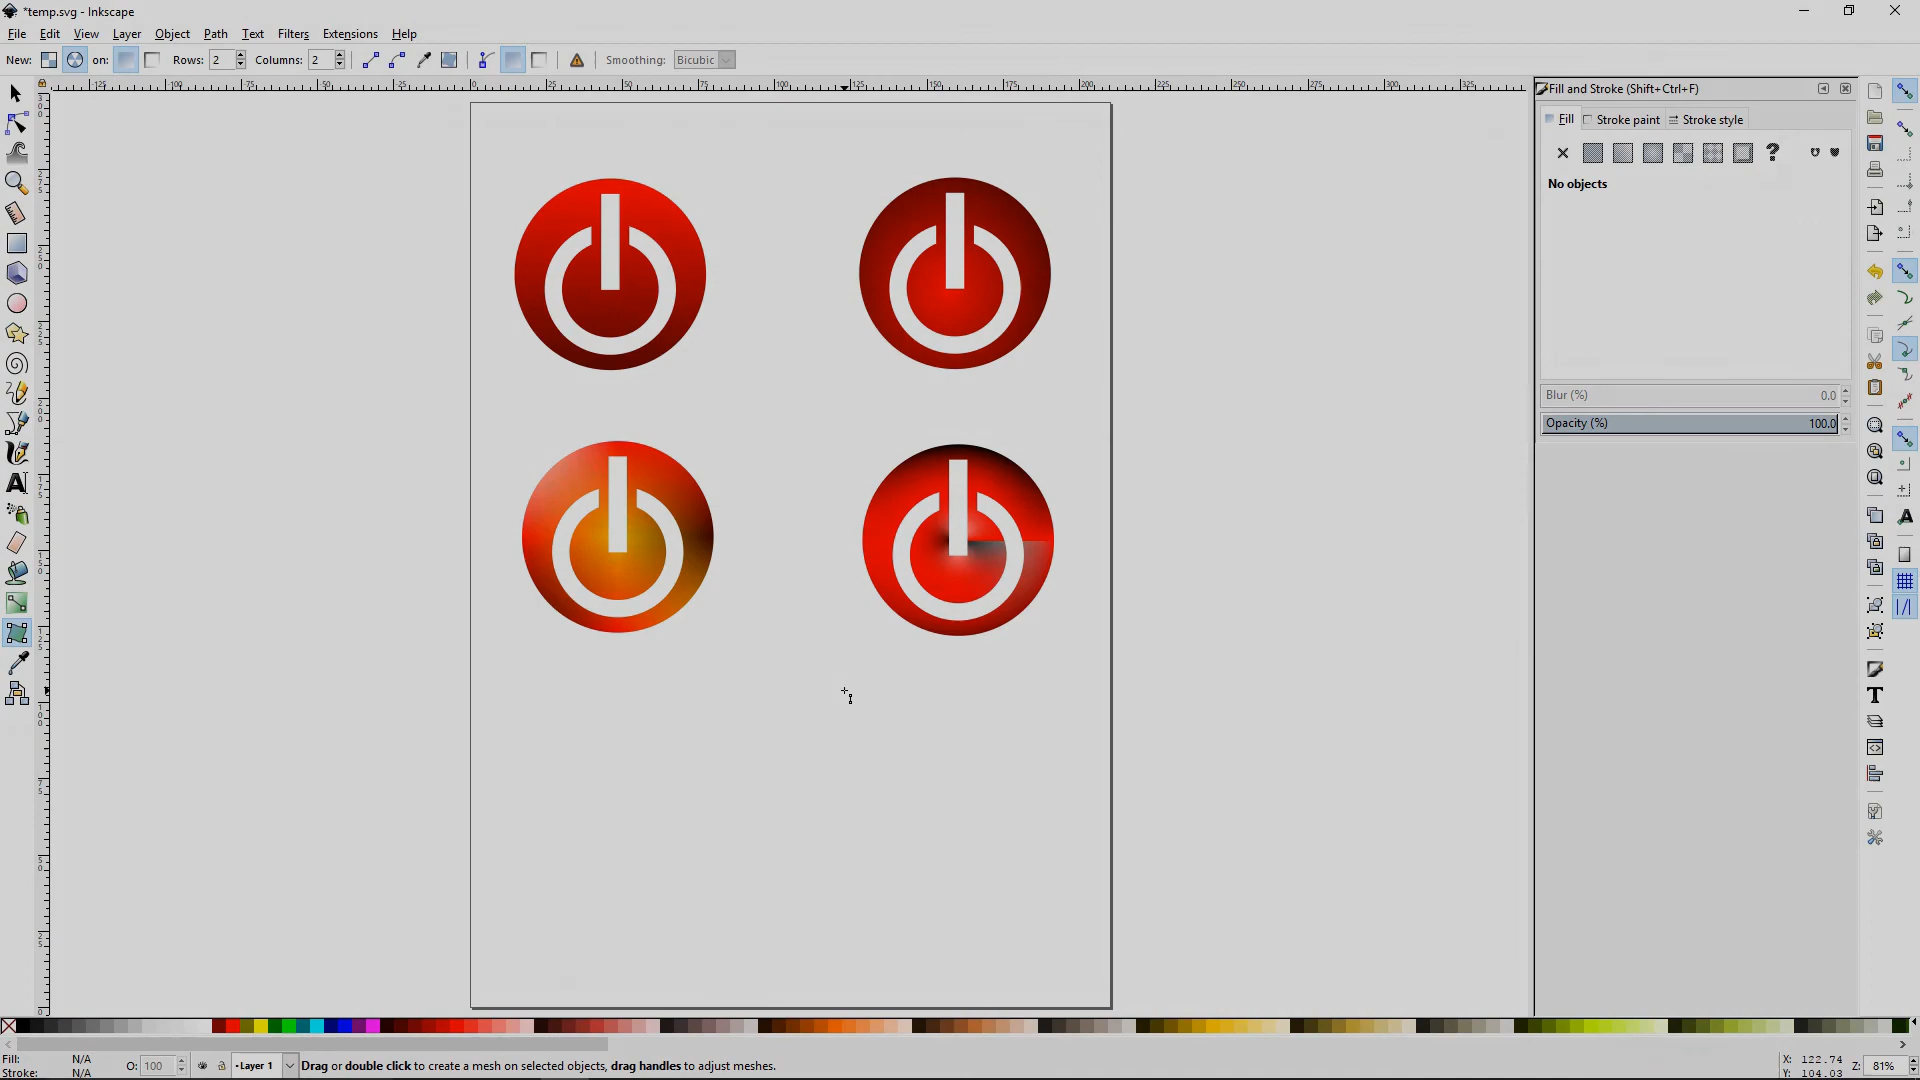 *temp.svg - Inkscape
File Edit View Layer Object Path Text Filters Extensions Help
New: on: Rows: 2 Columns: 2 Smoothing: Bicubic
Fill and Stroke (Shift+Ctrl+F)
Fill Stroke paint Stroke style
No objects
Blur (%) 0.0
Opacity (%) 100.0
Fill: N/A
Stroke: N/A
O: 100
Layer 1
Drag or double click to create a mesh on selected objects, drag handles to adjust meshes.
X: 122.74
Y: 104.03
Z: 81%